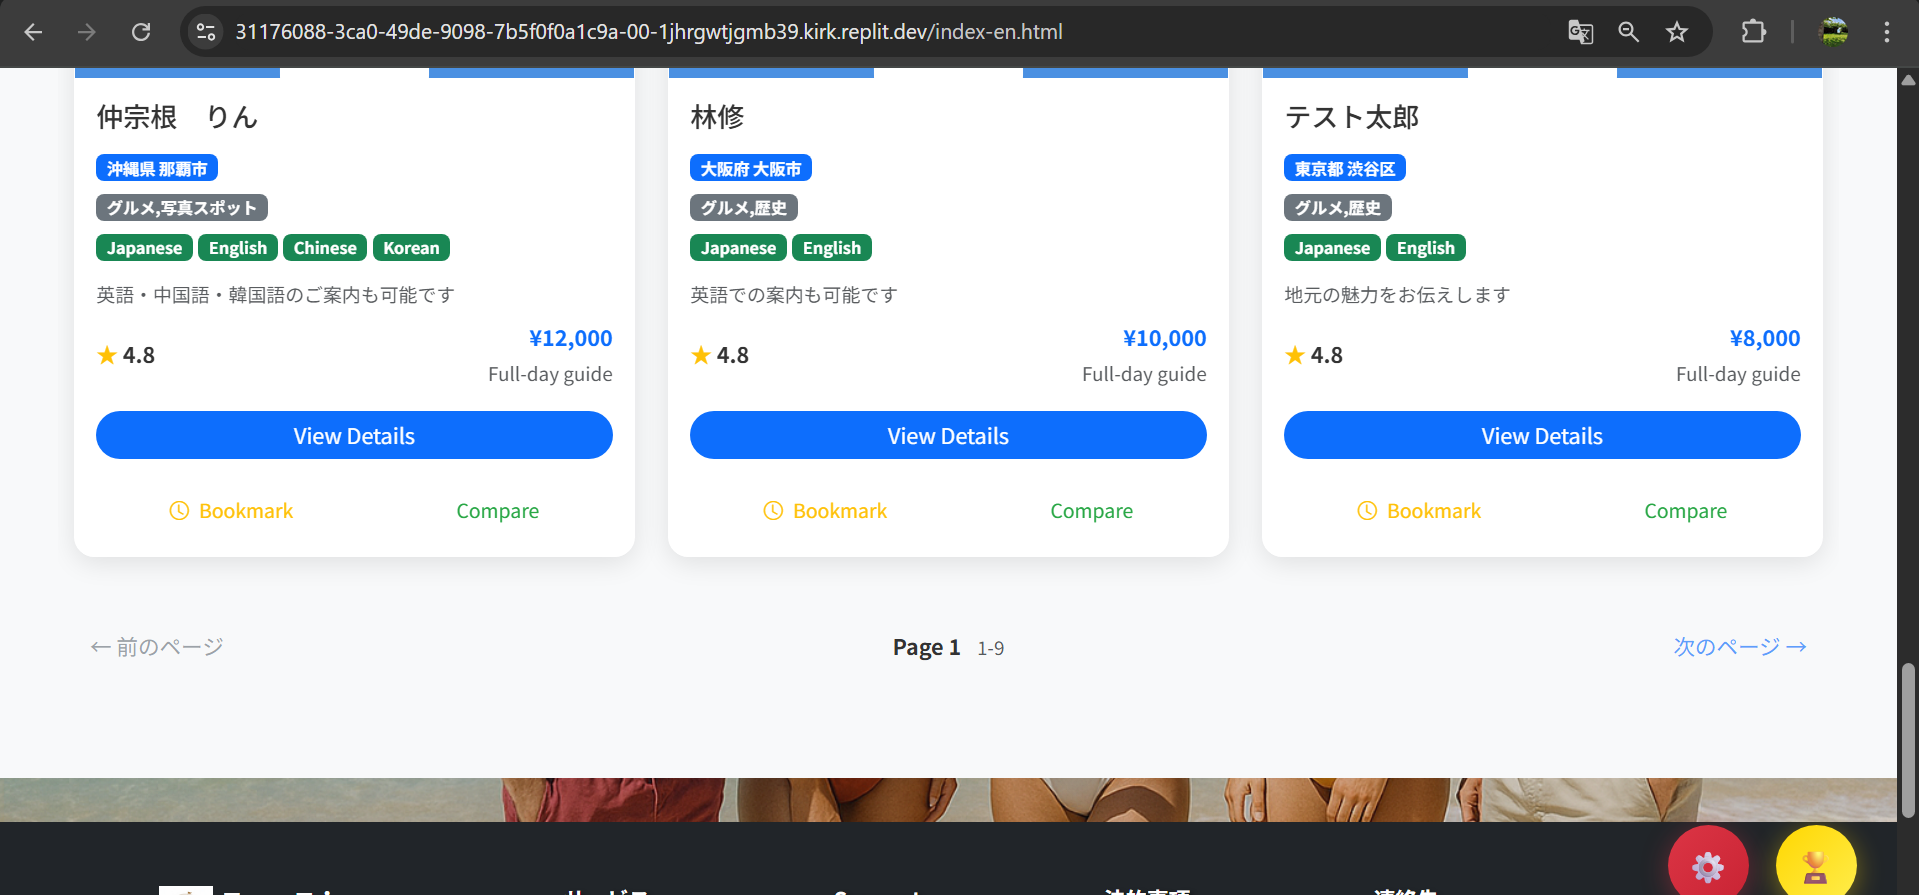 31176088-3ca0-49de-9098-7b5f0f0a1c9a-00-1jhrgwtjgmb39.kirk.replit.dev/index-en.html
仲宗根　りん
沖縄県 那覇市
グルメ,写真スポット
Japanese English Chinese Korean
英語・中国語・韓国語のご案内も可能です
★ 4.8
¥12,000
Full-day guide
View Details
Bookmark
Compare
林修
大阪府 大阪市
グルメ,歴史
Japanese English
英語での案内も可能です
★ 4.8
¥10,000
Full-day guide
View Details
Bookmark
Compare
テスト太郎
東京都 渋谷区
グルメ,歴史
Japanese English
地元の魅力をお伝えします
★ 4.8
¥8,000
Full-day guide
View Details
Bookmark
Compare
← 前のページ
Page 1 1-9
次のページ →
法的事項
連絡先